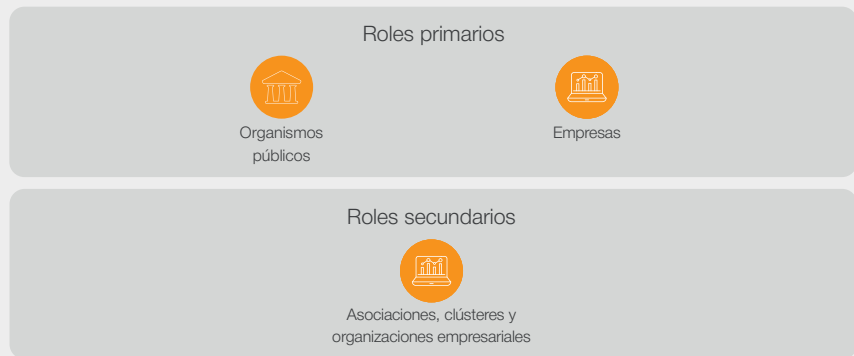 Roles primarios
Organismos
públicos
Empresas
Roles secundarios
Asociaciones, clústeres y
organizaciones empresariales